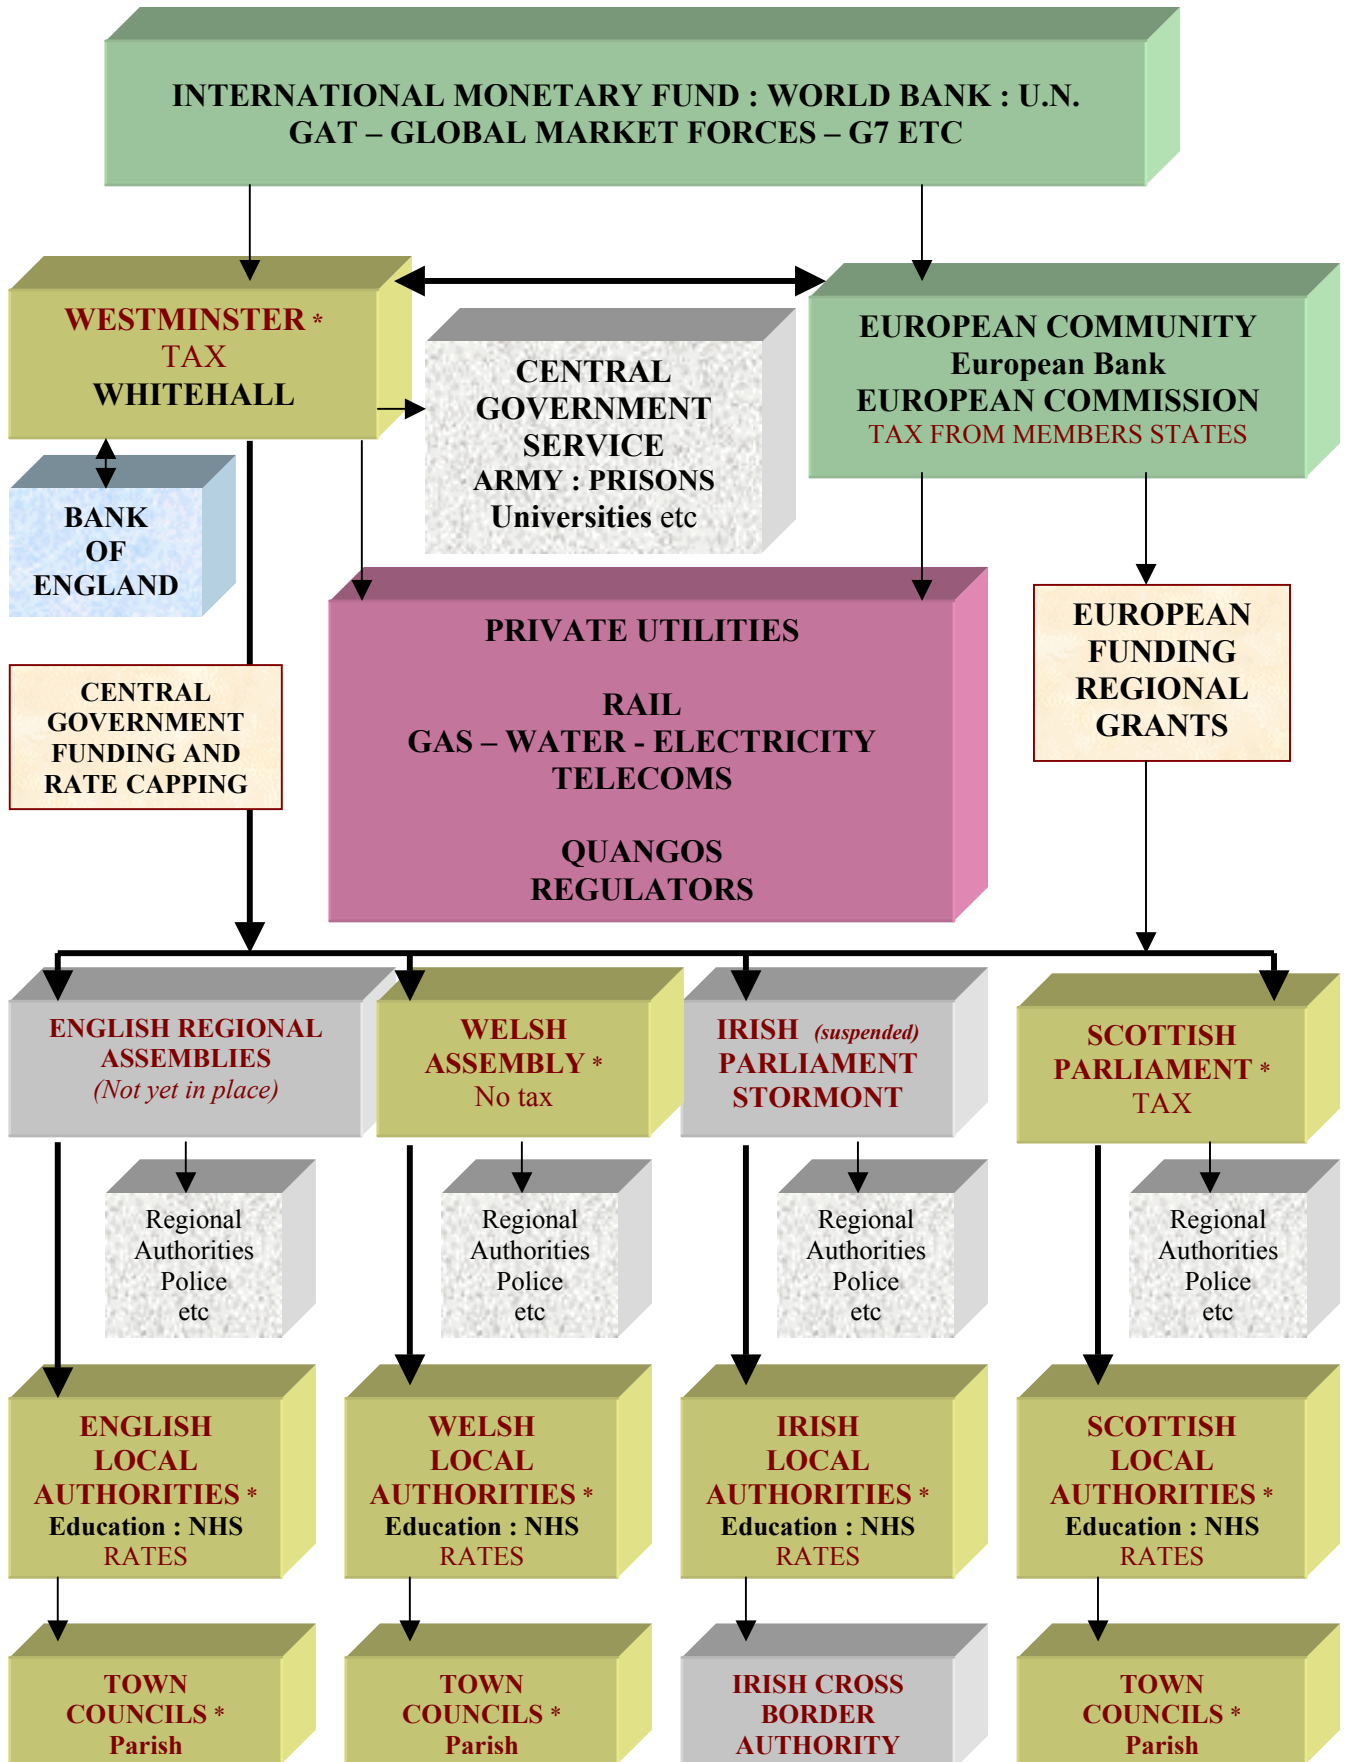 INTERNATIONAL MONETARY FUND : WORLD BANK : U.N.
GAT – GLOBAL MARKET FORCES – G7 ETC
WESTMINSTER *
TAX
WHITEHALL
CENTRAL
GOVERNMENT
SERVICE
ARMY : PRISONS
Universities etc
EUROPEAN COMMUNITY
European Bank
EUROPEAN COMMISSION
TAX FROM MEMBERS STATES
BANK
OF
ENGLAND
CENTRAL
GOVERNMENT
FUNDING AND
RATE CAPPING
PRIVATE UTILITIES
RAIL
GAS – WATER - ELECTRICITY
TELECOMS
QUANGOS
REGULATORS
EUROPEAN
FUNDING
REGIONAL
GRANTS
ENGLISH REGIONAL
ASSEMBLIES
(Not yet in place)
WELSH
ASSEMBLY *
No tax
IRISH (suspended)
PARLIAMENT
STORMONT
SCOTTISH
PARLIAMENT *
TAX
Regional
Authorities
Police
etc
Regional
Authorities
Police
etc
Regional
Authorities
Police
etc
Regional
Authorities
Police
etc
ENGLISH
LOCAL
AUTHORITIES *
Education : NHS
RATES
WELSH
LOCAL
AUTHORITIES *
Education : NHS
RATES
IRISH
LOCAL
AUTHORITIES *
Education : NHS
RATES
SCOTTISH
LOCAL
AUTHORITIES *
Education : NHS
RATES
TOWN
COUNCILS *
Parish
TOWN
COUNCILS *
Parish
IRISH CROSS
BORDER
AUTHORITY
TOWN
COUNCILS *
Parish